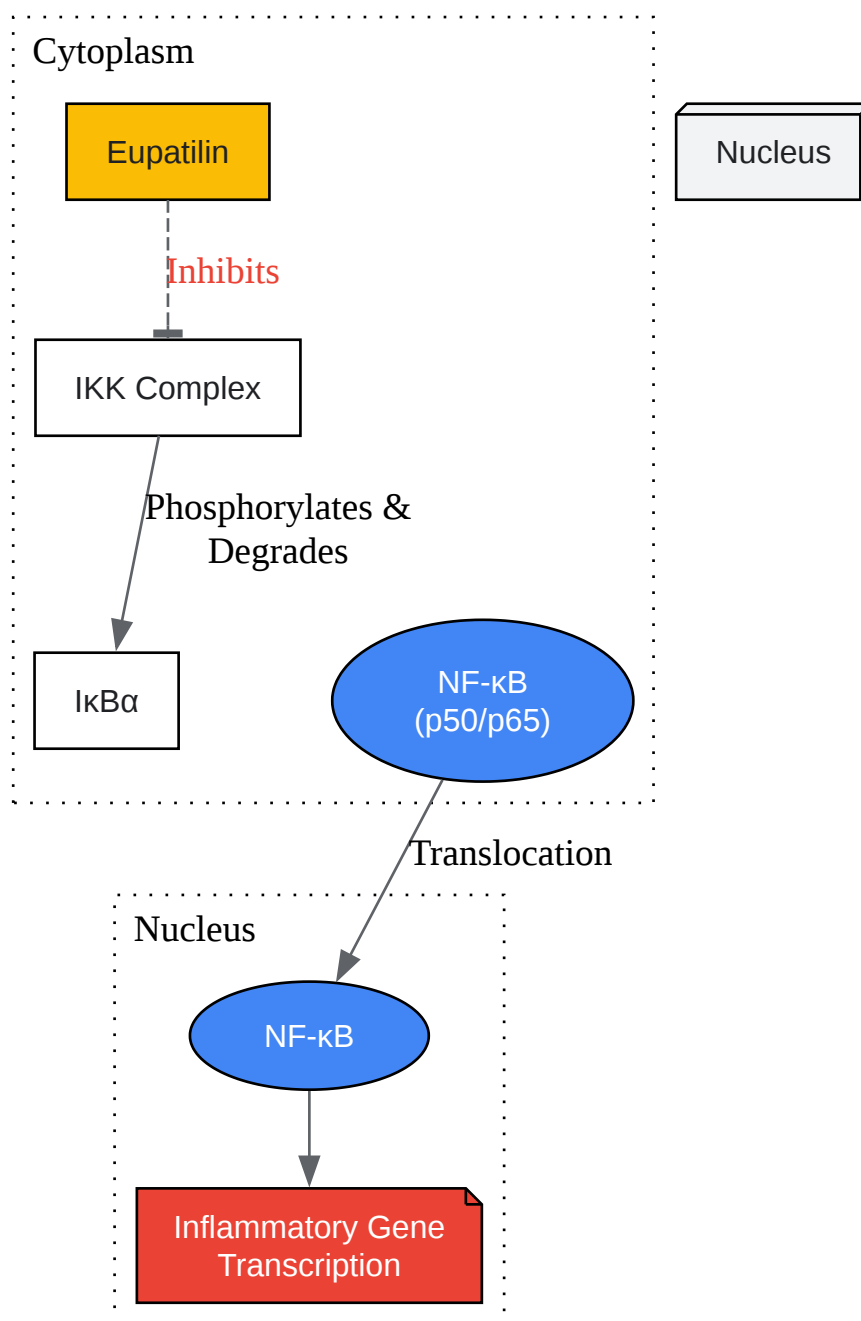 Cytoplasm
Eupatilin
Nucleus
Inhibits
IKK Complex
Phosphorylates &
Degrades
IκBα
NF-κB
(p50/p65)
Translocation
Nucleus
NF-κB
Inflammatory Gene
Transcription